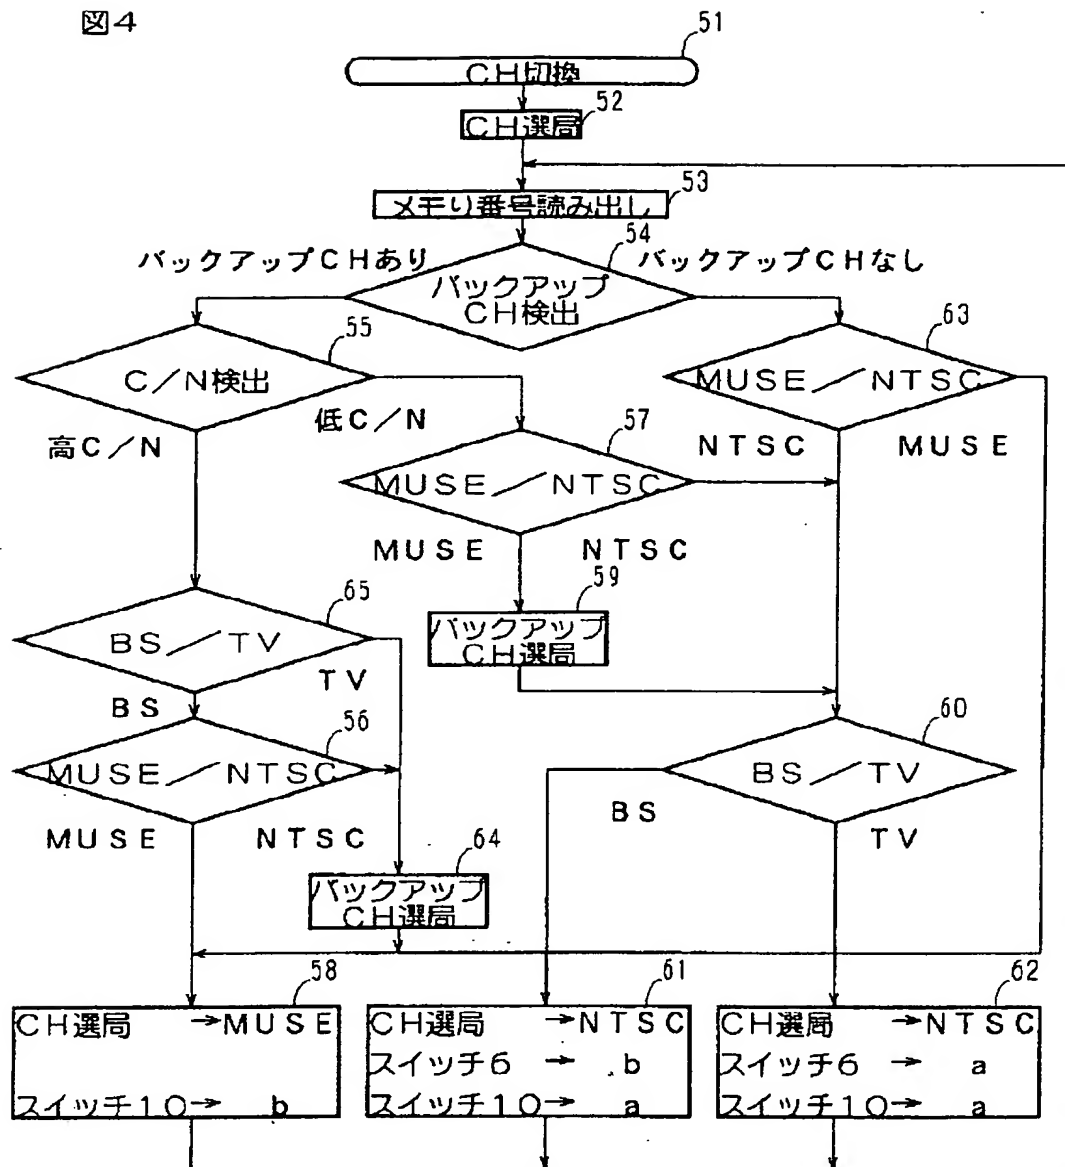 図4
51
CH切換
52
CH選局
53
メモリ番号読み出し
54
バックアップCHあり
バックアップCHなし
バックアップ
CH検出
55
63
C/N検出
MUSE/NTSC
低C/N
高C/N
57
NTSC
MUSE
MUSE/NTSC
MUSE
NTSC
59
バックアップ
CH選局
65
BS/TV
TV
BS
56
60
MUSE/NTSC
BS/TV
BS
MUSE
NTSC
TV
64
バックアップ
CH選局
58
61
62
CH選局 →MUSE
スイッチ10→ b
CH選局 →NTSC
スイッチ6 → b
スイッチ10→ a
CH選局 →NTSC
スイッチ6 → a
スイッチ10→ a